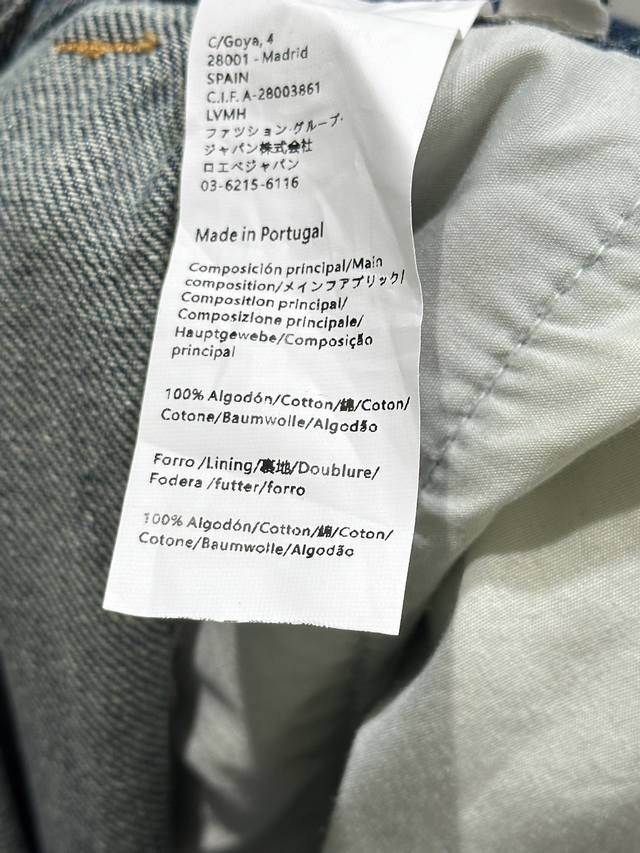 C/Goya, 4
28001 - Madrid
SPAIN
C.I.F. A-28003861
LVMH
ファッション・グループ・
ジャパン株式会社
ロエベジャパン
03-6215-6116
Made in Portugal
Composición principal/Main
composition/メインファブリック/
Composition principal/
Composizione principale/
Hauptgewebe/Composição
principal
100% Algodón/Cotton/綿/Coton/
Cotone/Baumwolle/Algodão
Forro /Lining/裏地/Doublure/
Fodera /futter/forro
100% Algodón/Cotton/綿/Coton/
Cotone/Baumwolle/Algodão